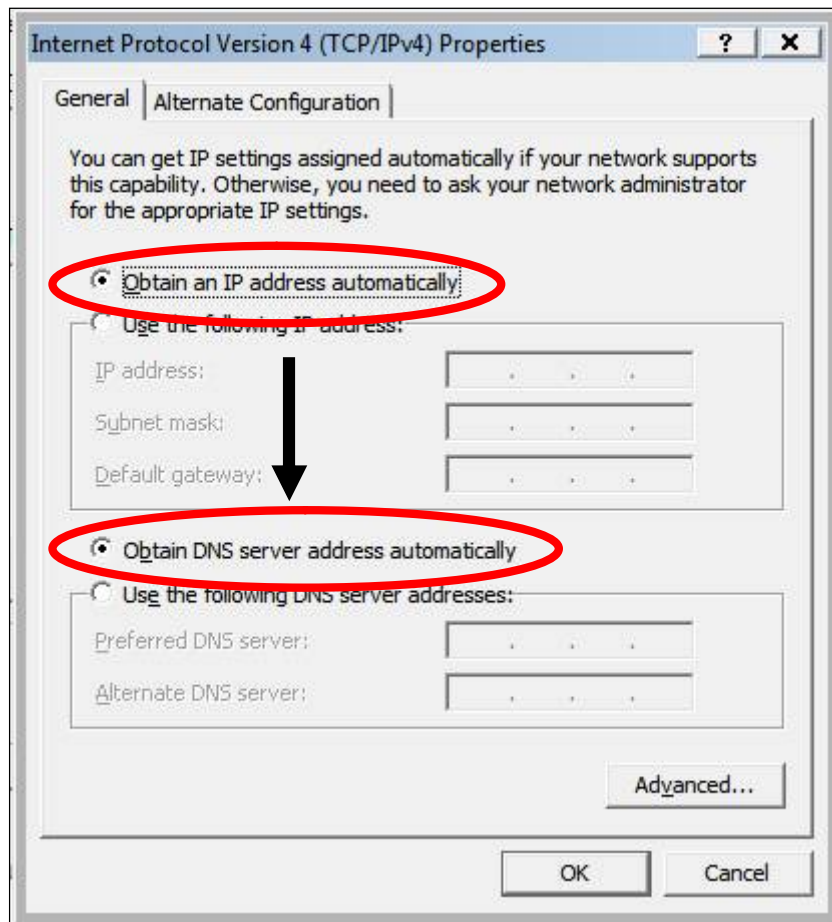 Internet Protocol Version 4 (TCP/IPv4) Properties
General
Alternate Configuration
You can get IP settings assigned automatically if your network supports
this capability. Otherwise, you need to ask your network administrator
for the appropriate IP settings.
Obtain an IP address automatically
Use the following IP address:
IP address:
Subnet mask:
Default gateway:
Obtain DNS server address automatically
Use the following DNS server addresses:
Preferred DNS server:
Alternate DNS server:
Advanced...
OK
Cancel